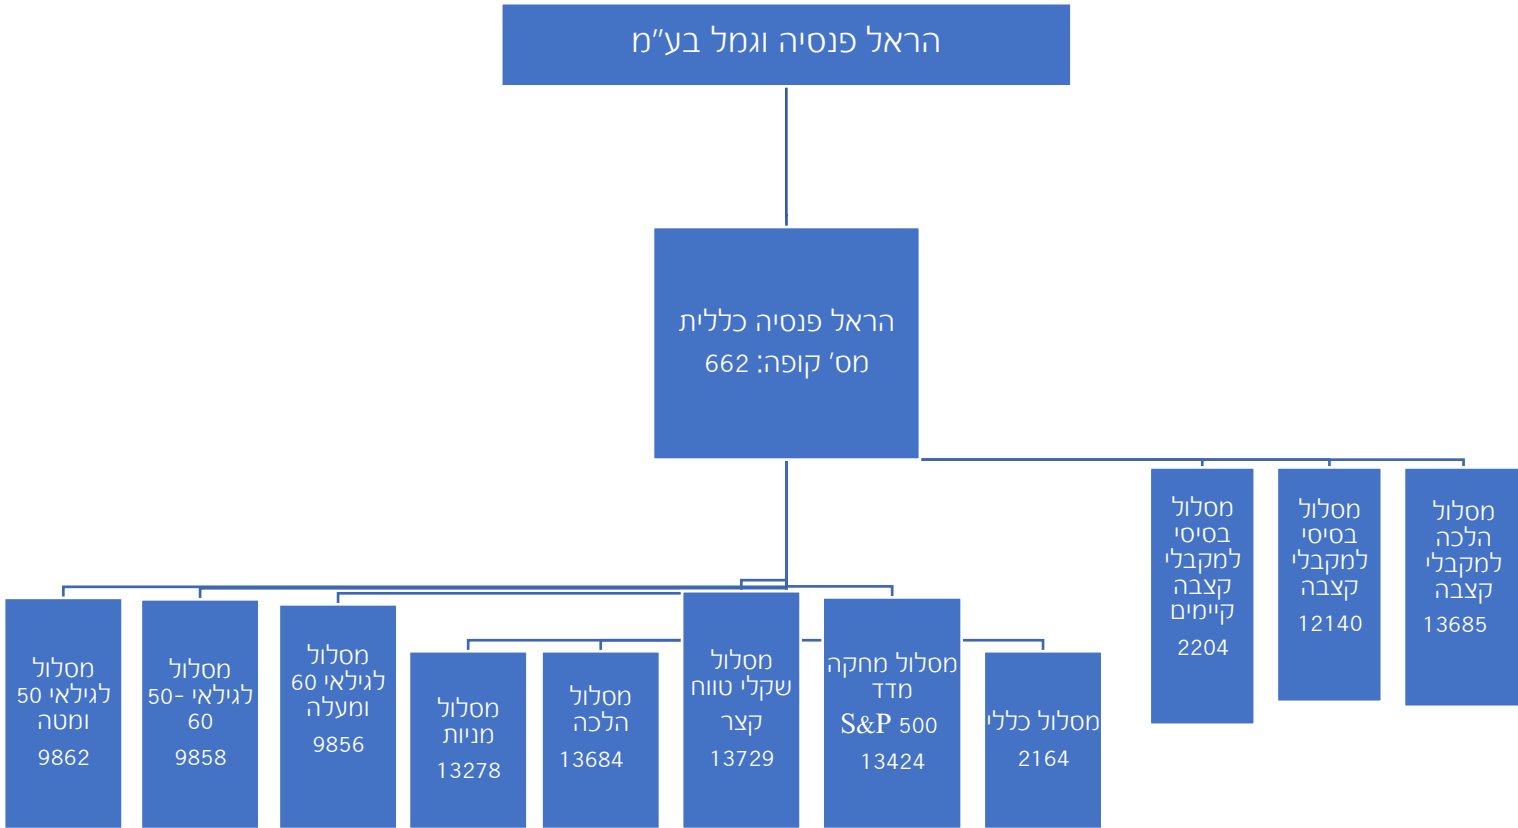 הראל פנסיה וגמל בע"מ
הראל פנסיה כללית
מס' קופה: 662
מסלול
הלכה
למקבלי
קצבה
13685
מסלול
בסיסי
למקבלי
קצבה
12140
מסלול
בסיסי
למקבלי
קצבה
קיימים
2204
מסלול כללי
2164
מסלול מחקה
מדד
S&P 500
13424
מסלול
שקלי טווח
קצר
13729
מסלול
הלכה
13684
מסלול
מניות
13278
מסלול
לגילאי 60
ומעלה
9856
מסלול
לגילאי 50-
60
9858
מסלול
לגילאי 50
ומטה
9862